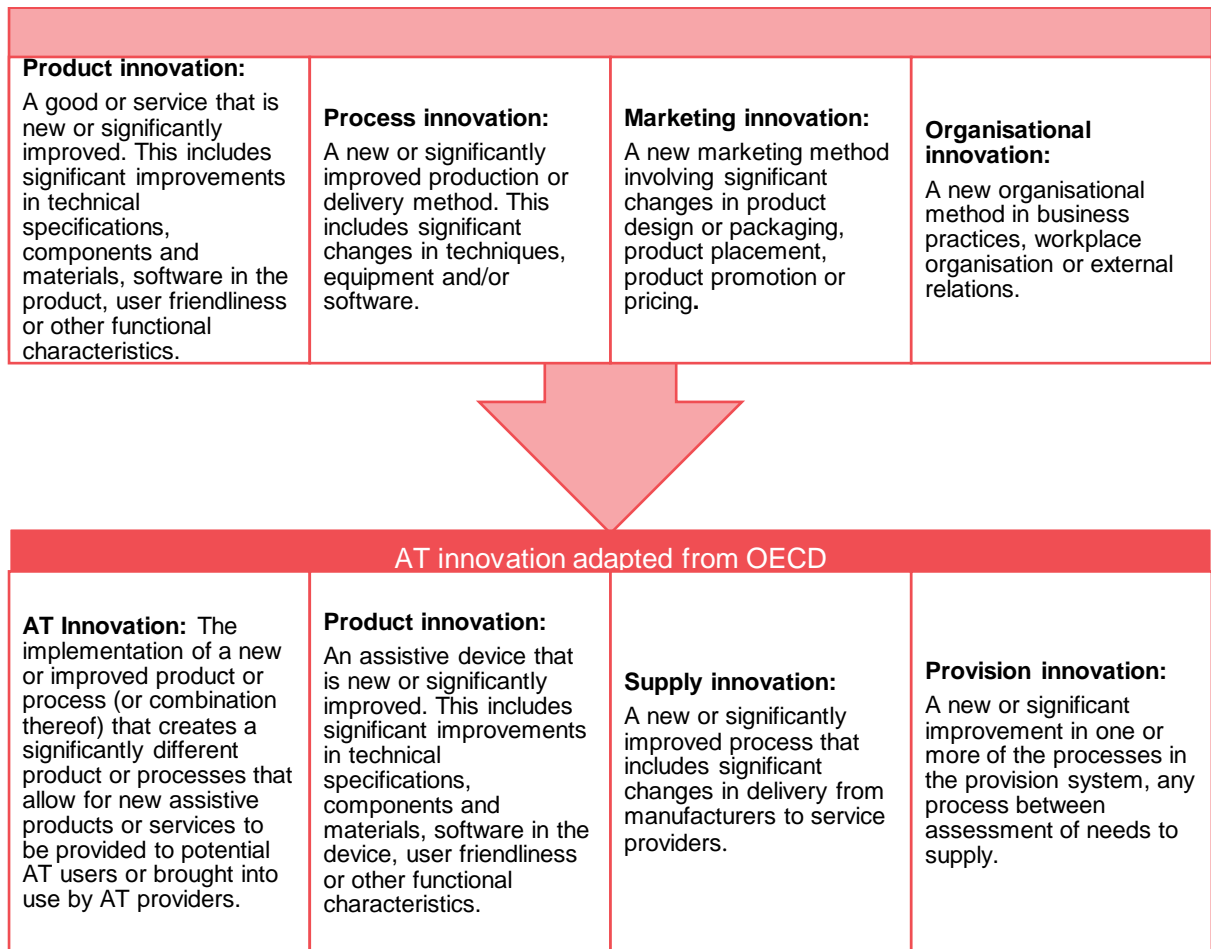 Product innovation:
A good or service that is
new or significantly
improved. This includes
significant improvements
in technical
specifications,
components and
materials, software in the
product, user friendliness
or other functional
characteristics.
Process innovation:
A new or significantly
improved production or
delivery method. This
includes significant
changes in techniques,
equipment and/or
software.
Marketing innovation:
A new marketing method
involving significant
changes in product
design or packaging,
product placement,
product promotion or
pricing.
Organisational
innovation:
A new organisational
method in business
practices, workplace
organisation or external
relations.
AT innovation adapted from OECD
AT Innovation: The
implementation of a new
or improved product or
process (or combination
thereof) that creates a
significantly different
product or processes that
allow for new assistive
products or services to
be provided to potential
AT users or brought into
use by AT providers.
Product innovation:
An assistive device that
is new or significantly
improved. This includes
significant improvements
in technical
specifications,
components and
materials, software in the
device, user friendliness
or other functional
characteristics.
Supply innovation:
A new or significantly
improved process that
includes significant
changes in delivery from
manufacturers to service
providers.
Provision innovation:
A new or significant
improvement in one or
more of the processes in
the provision system, any
process between
assessment of needs to
supply.